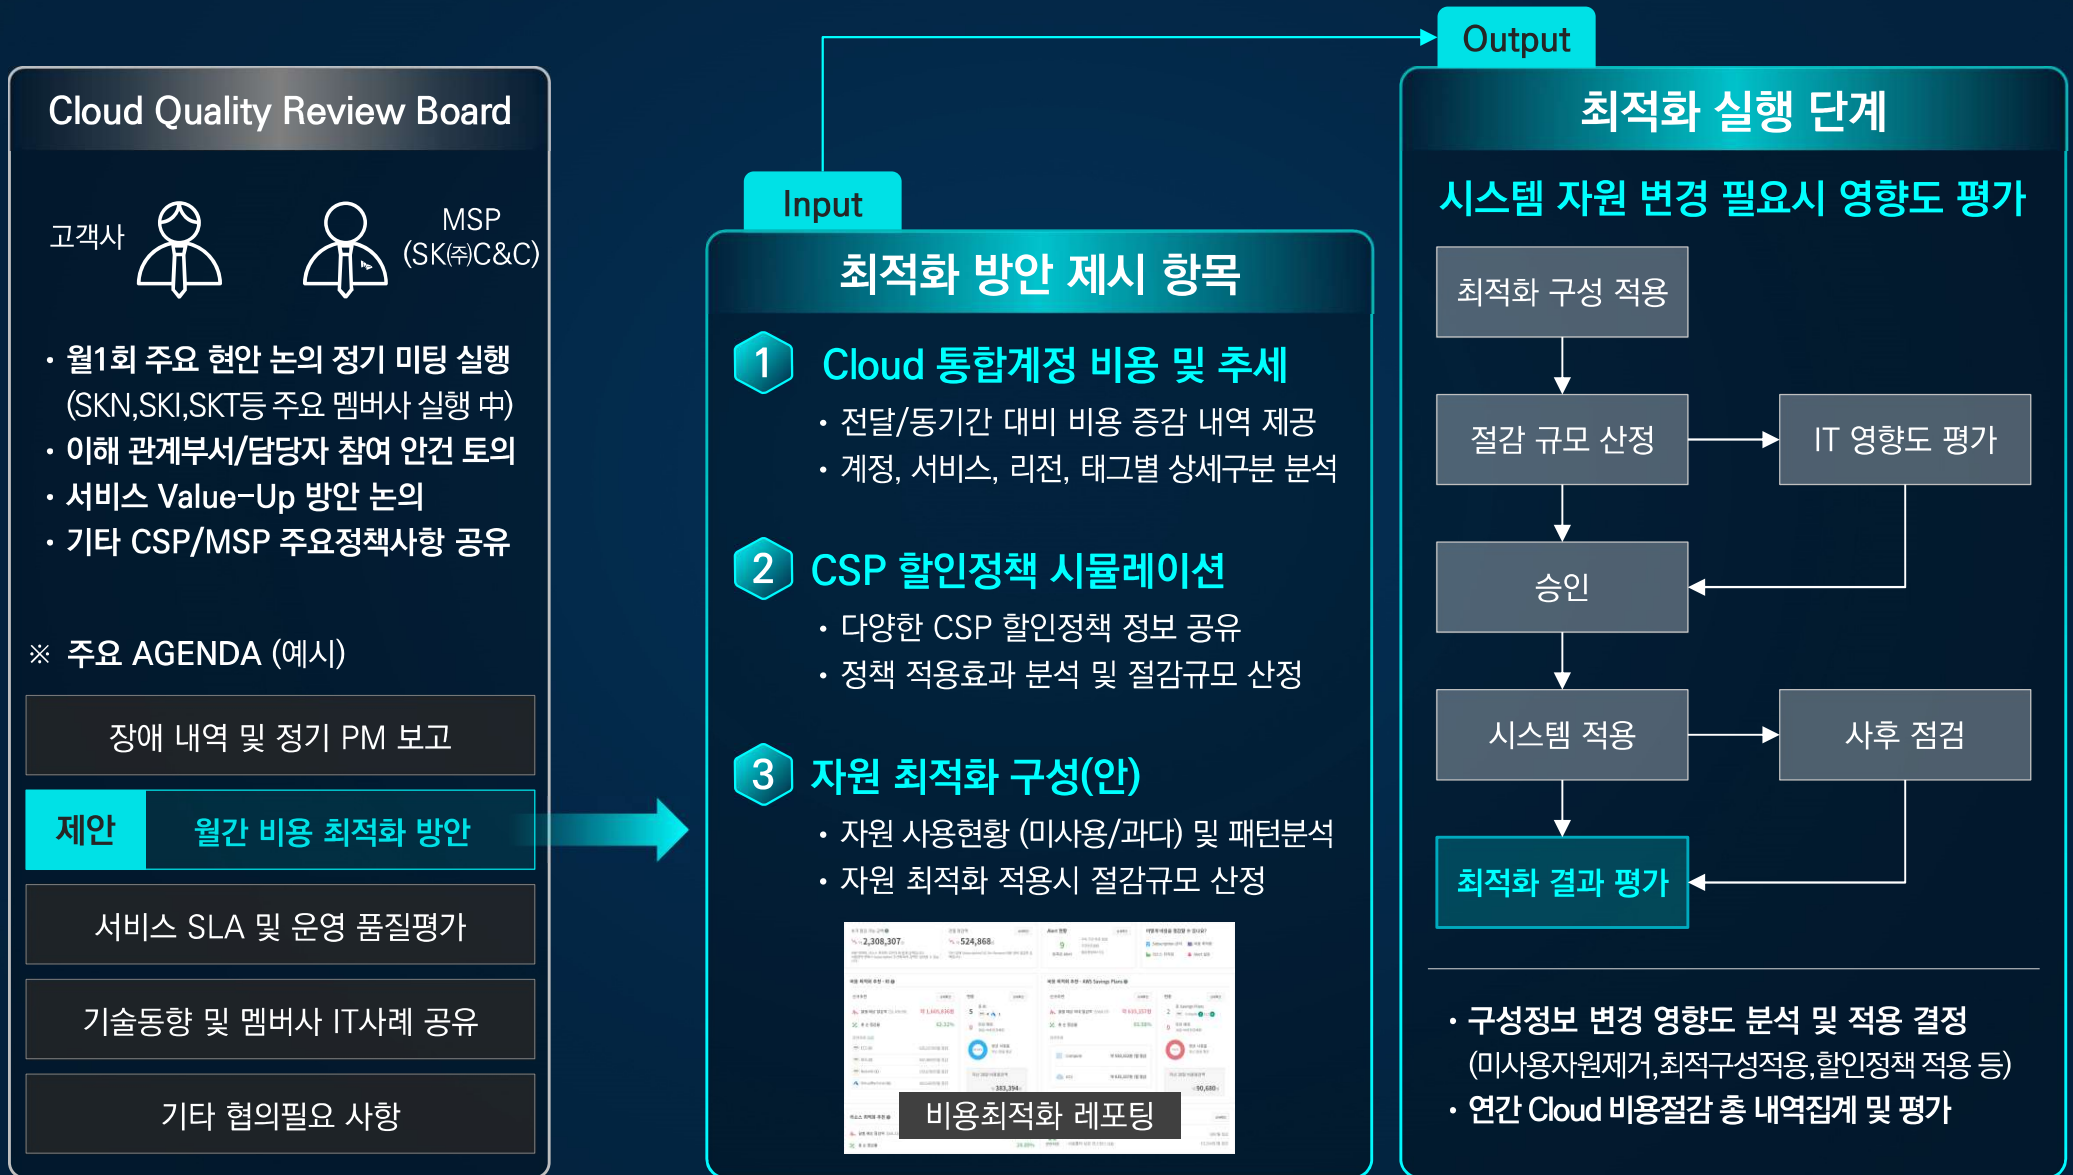 Cloud Quality Review Board
고객사
MSP
(SK㈜C&C)
· 월1회 주요 현안 논의 정기 미팅 실행
(SKN,SKI,SKT등 주요 멤버사 실행 中)
· 이해 관계부서/담당자 참여 안건 토의
· 서비스 Value-Up 방안 논의
· 기타 CSP/MSP 주요정책사항 공유
※ 주요 AGENDA (예시)
장애 내역 및 정기 PM 보고
제안 월간 비용 최적화 방안
서비스 SLA 및 운영 품질평가
기술동향 및 멤버사 IT사례 공유
기타 협의필요 사항
Input
최적화 방안 제시 항목
1 Cloud 통합계정 비용 및 추세
· 전달/동기간 대비 비용 증감 내역 제공
· 계정, 서비스, 리전, 태그별 상세구분 분석
2 CSP 할인정책 시뮬레이션
· 다양한 CSP 할인정책 정보 공유
· 정책 적용효과 분석 및 절감규모 산정
3 자원 최적화 구성(안)
· 자원 사용현황 (미사용/과다) 및 패턴분석
· 자원 최적화 적용시 절감규모 산정
2,308,307
524,868
Alert 현황
9
383,394
90,680
비용최적화 레포팅
Output
최적화 실행 단계
시스템 자원 변경 필요시 영향도 평가
최적화 구성 적용
절감 규모 산정
IT 영향도 평가
승인
시스템 적용
사후 점검
최적화 결과 평가
· 구성정보 변경 영향도 분석 및 적용 결정
(미사용자원제거,최적구성적용,할인정책 적용 등)
· 연간 Cloud 비용절감 총 내역집계 및 평가